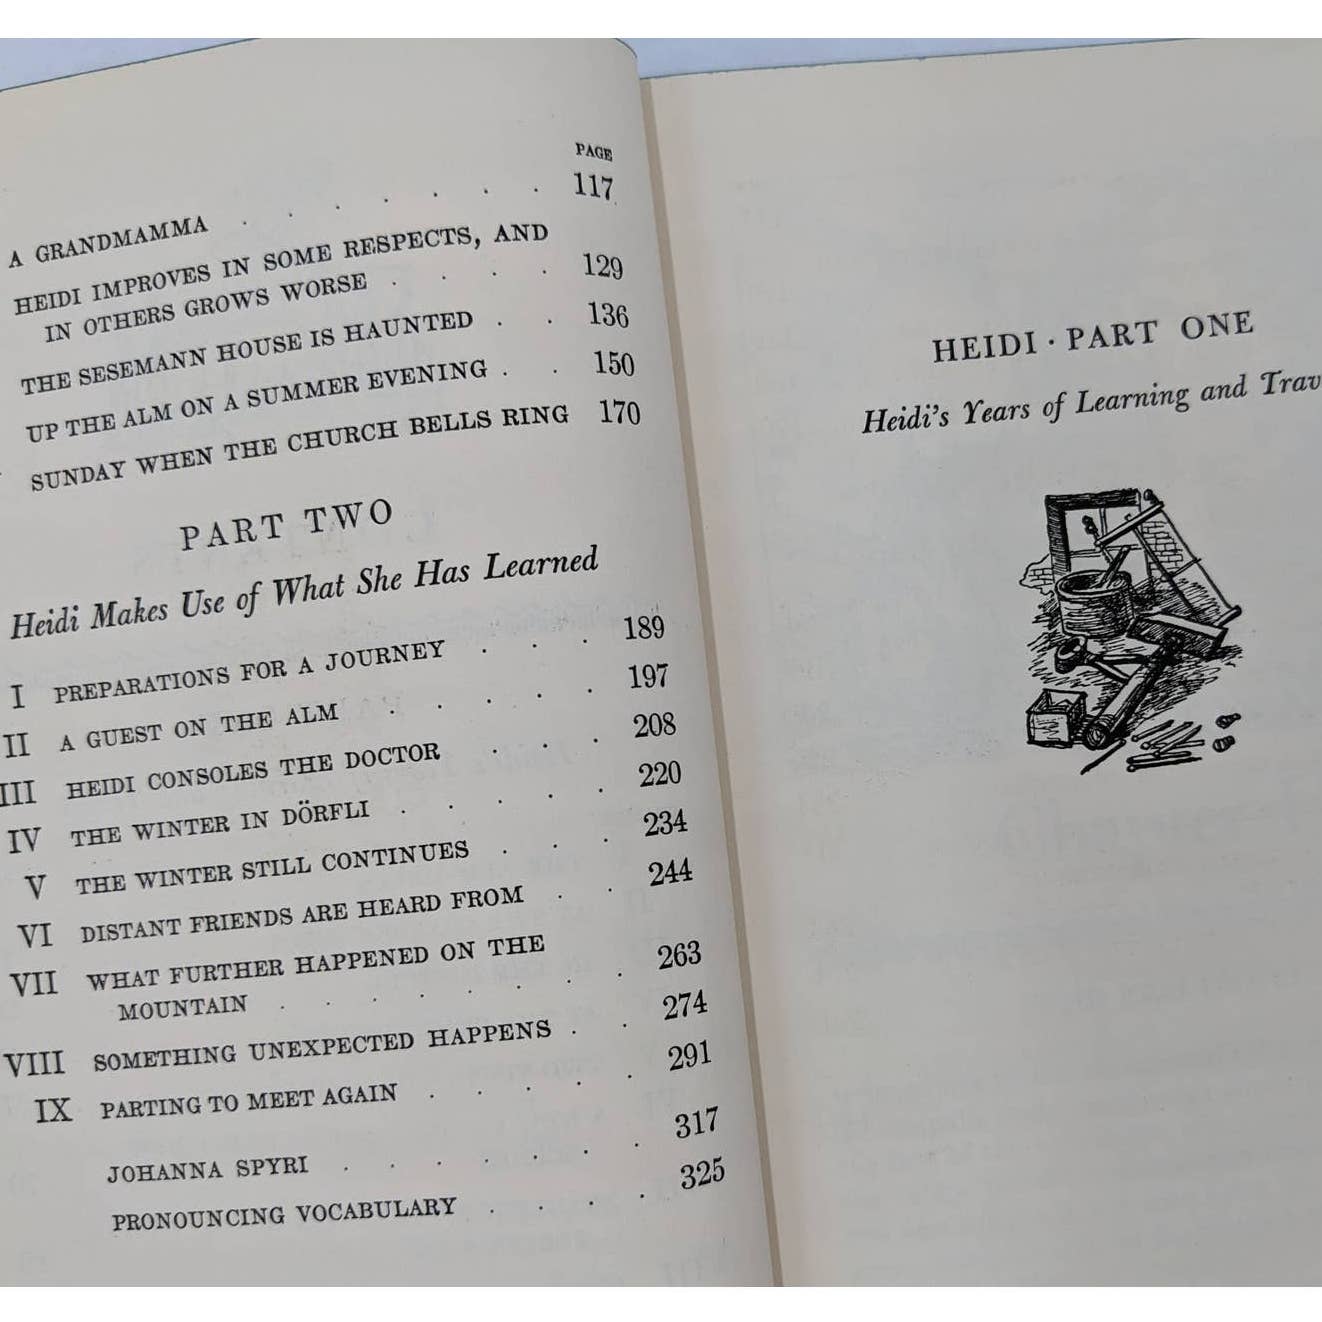 PAGE
A GRANDMAMMA . . . . . . 117
HEIDI IMPROVES IN SOME RESPECTS, AND
IN OTHERS GROWS WORSE . . . . 129
THE SESEMANN HOUSE IS HAUNTED . . 136
UP THE ALM ON A SUMMER EVENING . . 150
SUNDAY WHEN THE CHURCH BELLS RING 170
PART TWO
Heidi Makes Use of What She Has Learned
I PREPARATIONS FOR A JOURNEY . . . 189
II A GUEST ON THE ALM . . . . . 197
III HEIDI CONSOLES THE DOCTOR . . . 208
IV THE WINTER IN DÖRFLI . . . . . 220
V THE WINTER STILL CONTINUES . . . 234
VI DISTANT FRIENDS ARE HEARD FROM . . 244
VII WHAT FURTHER HAPPENED ON THE
MOUNTAIN . . . . . . . . 263
VIII SOMETHING UNEXPECTED HAPPENS . . 274
IX PARTING TO MEET AGAIN . . . . . 291
JOHANNA SPYRI . . . . . . . 317
PRONOUNCING VOCABULARY . . . . 325
HEIDI · PART ONE
Heidi's Years of Learning and Trav